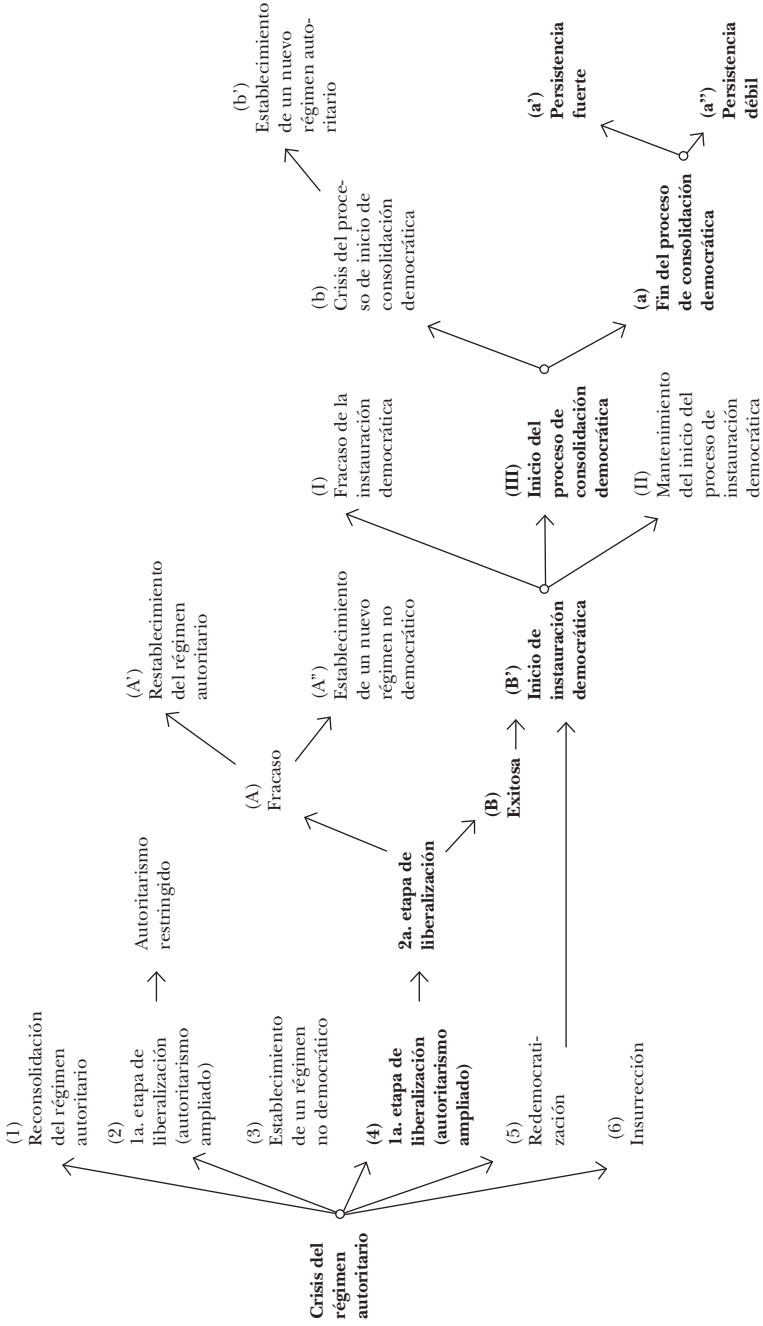 Crisis del
régimen
autoritario
(1)
Reconsolidación
del régimen
autoritario
(2)
1a. etapa de
liberalización
(autoritarismo
ampliado)
Autoritarismo
restringido
(3)
Establecimiento
de un régimen
no democrático
(4)
1a. etapa de
liberalización
(autoritarismo
ampliado)
2a. etapa de
liberalización
(5)
Redemocrati-
zación
(6)
Insurrección
(A)
Fracaso
(A’)
Restablecimiento
del régimen
autoritario
(A”)
Establecimiento
de un nuevo
régimen no
democrático
(B)
Exitosa
(B’)
Inicio de
instauración
democrática
(I)
Fracaso de la
instauración
democrática
(III)
Inicio del
proceso de
consolidación
democrática
(II)
Mantenimiento
del inicio del
proceso de
instauración
democrática
(b)
Crisis del proce-
so de inicio de
consolidación
democrática
(b’)
Establecimiento
de un nuevo
régimen auto-
ritario
(a)
Fin del proceso
de consolidación
democrática
(a’)
Persistencia
fuerte
(a”)
Persistencia
débil